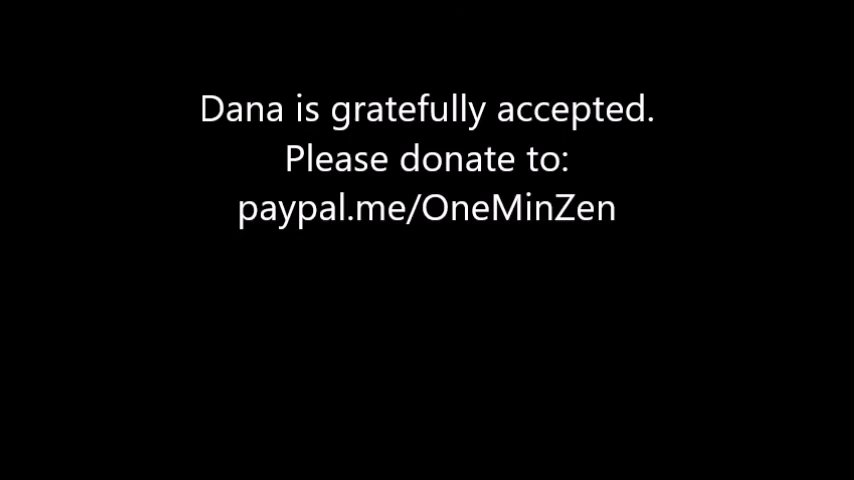 Dana is gratefully accepted.
Please donate to:
paypal.me/OneMinZen